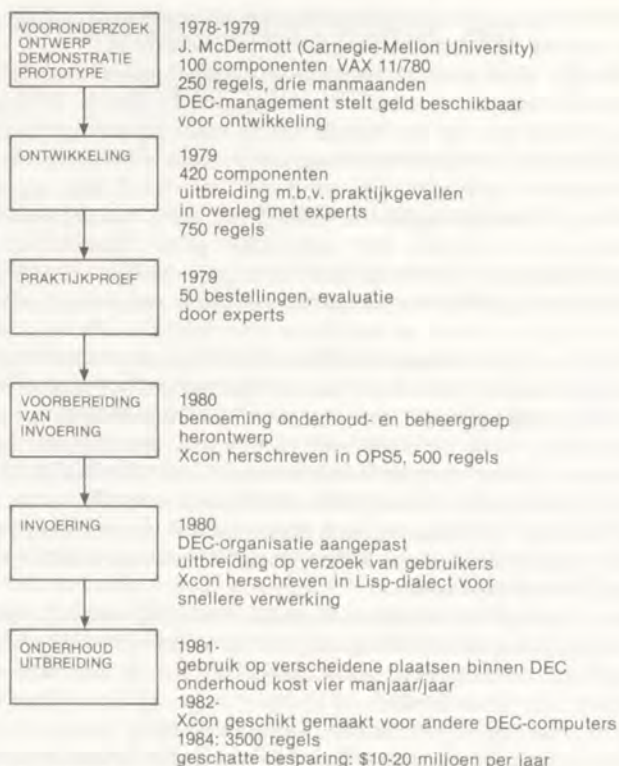 VOORONDERZOEK
ONTWERP
DEMONSTRATIE
PROTOTYPE
1978-1979
J. McDermott (Carnegie-Mellon University)
100 componenten VAX 11/780
250 regels, drie manmaanden
DEC-management stelt geld beschikbaar
voor ontwikkeling
ONTWIKKELING
1979
420 componenten
uitbreiding m.b.v. praktijkgevallen
in overleg met experts
750 regels
PRAKTIJKPROEF
1979
50 bestellingen, evaluatie
door experts
VOORBEREIDING
VAN
INVOERING
1980
benoeming onderhoud- en beheergroep
herontwerp
Xcon herschreven in OPS5, 500 regels
INVOERING
1980
DEC-organisatie aangepast
uitbreiding op verzoek van gebruikers
Xcon herschreven in Lisp-dialect voor
snellere verwerking
ONDERHOUD
UITBREIDING
1981-
gebruik op verscheidene plaatsen binnen DEC
onderhoud kost vier manjaar/jaar
1982-
Xcon geschikt gemaakt voor andere DEC-computers
1984: 3500 regels
geschatte besparing: $10-20 miljoen per jaar